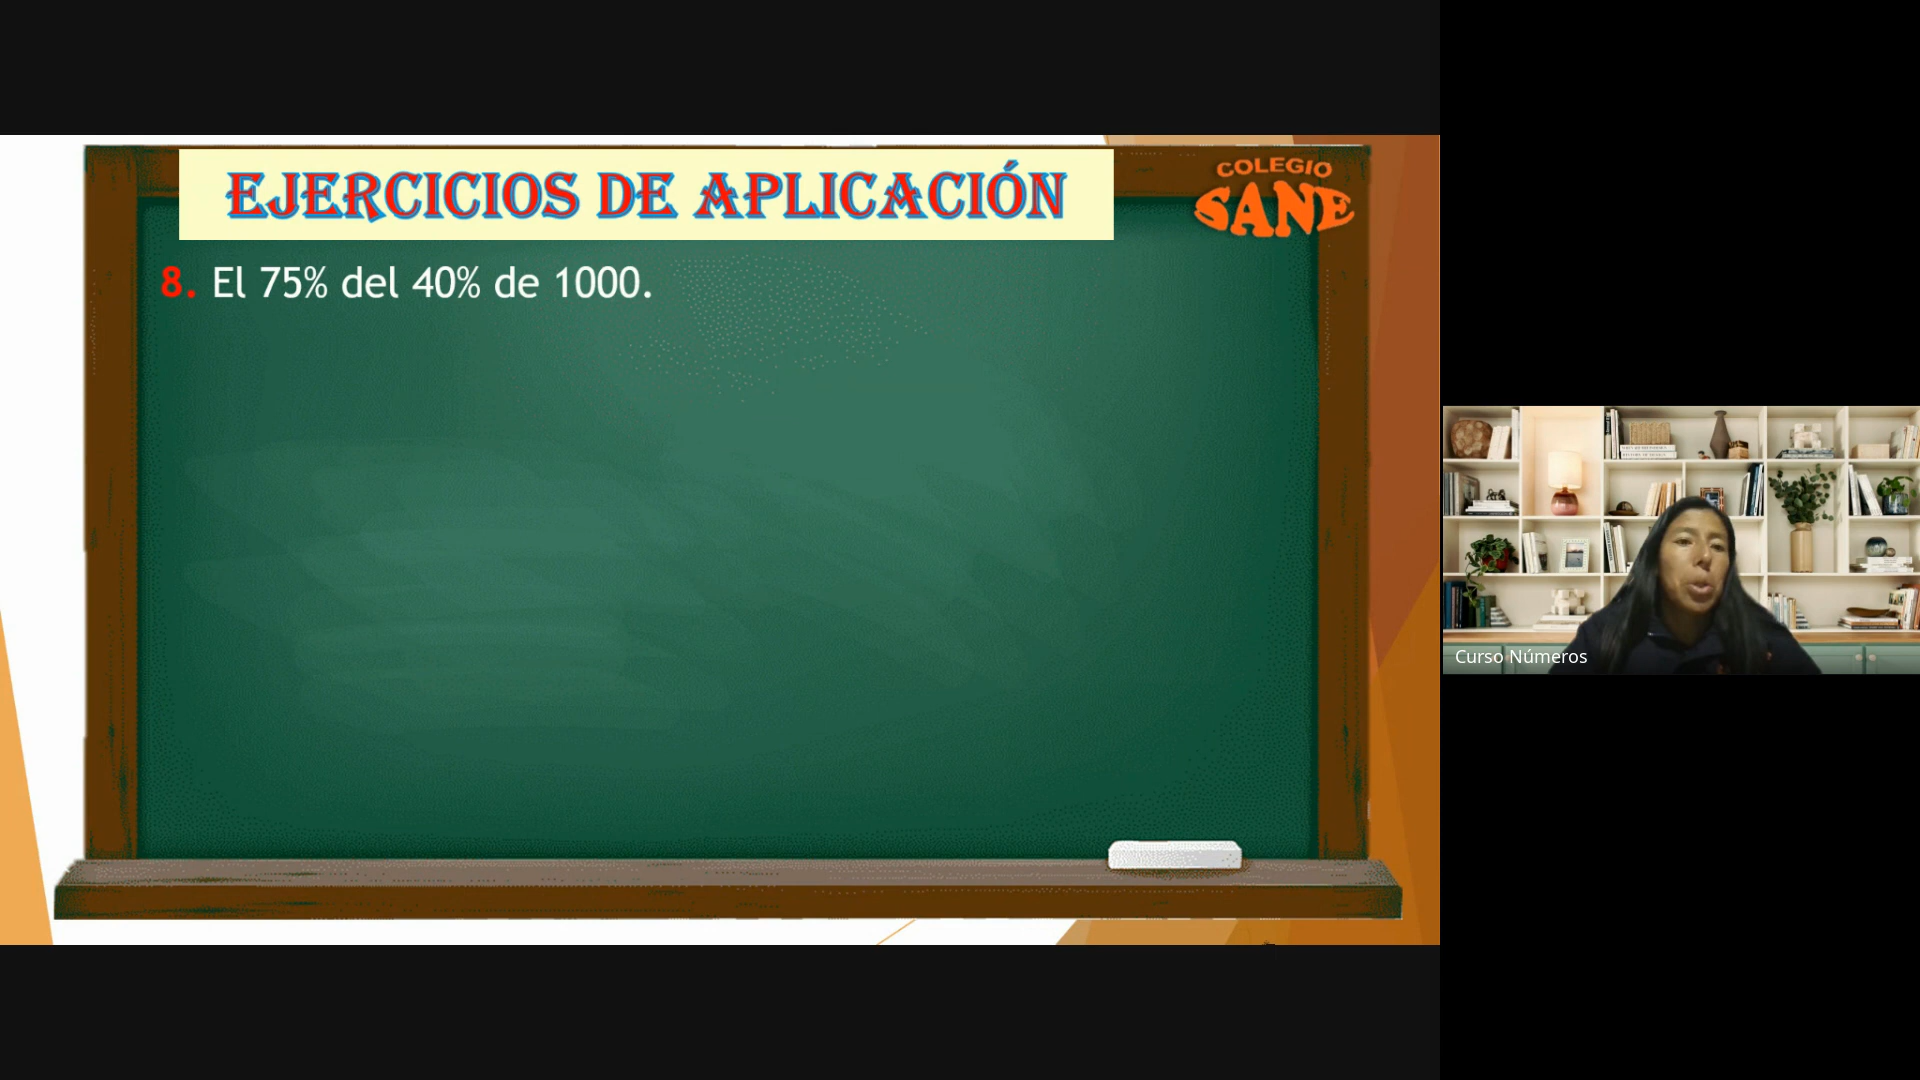 EJERCICIOS DE APLICACIÓN
COLEGIO
SANE
8. El 75% del 40% de 1000.
Curso Números